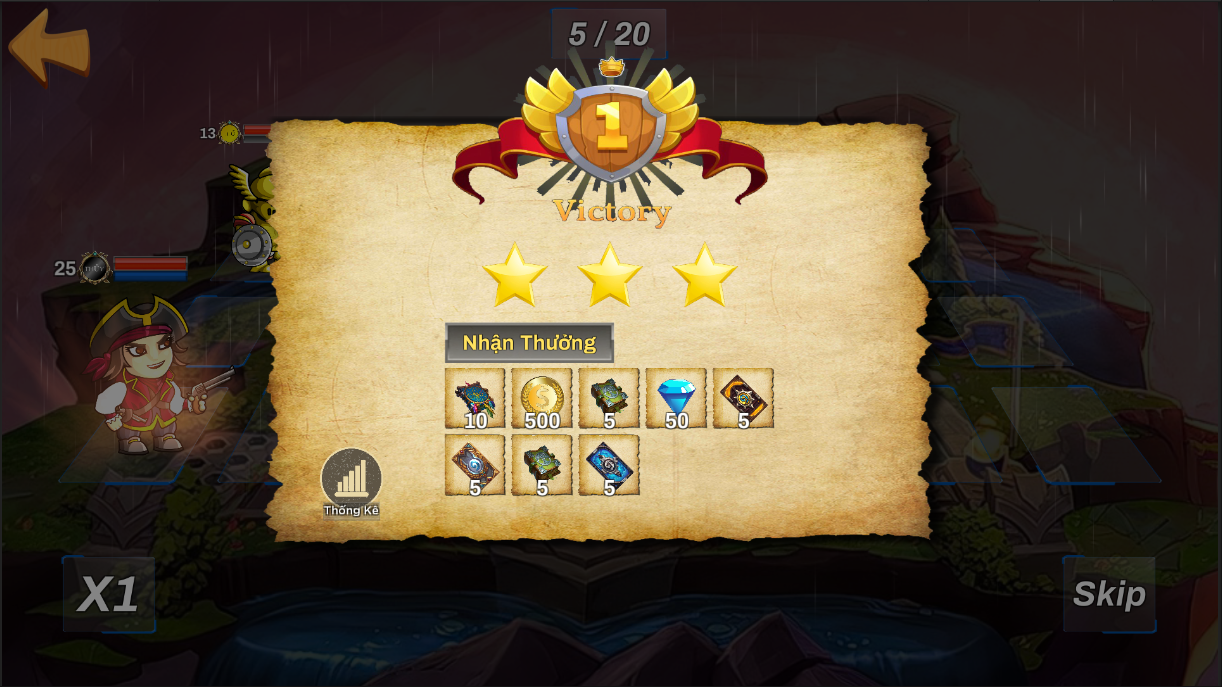 5 / 20
1
13
Victory
25
Nhận Thưởng
10 500 5 50 5
5 5 5
Thống Kê
X1
Skip